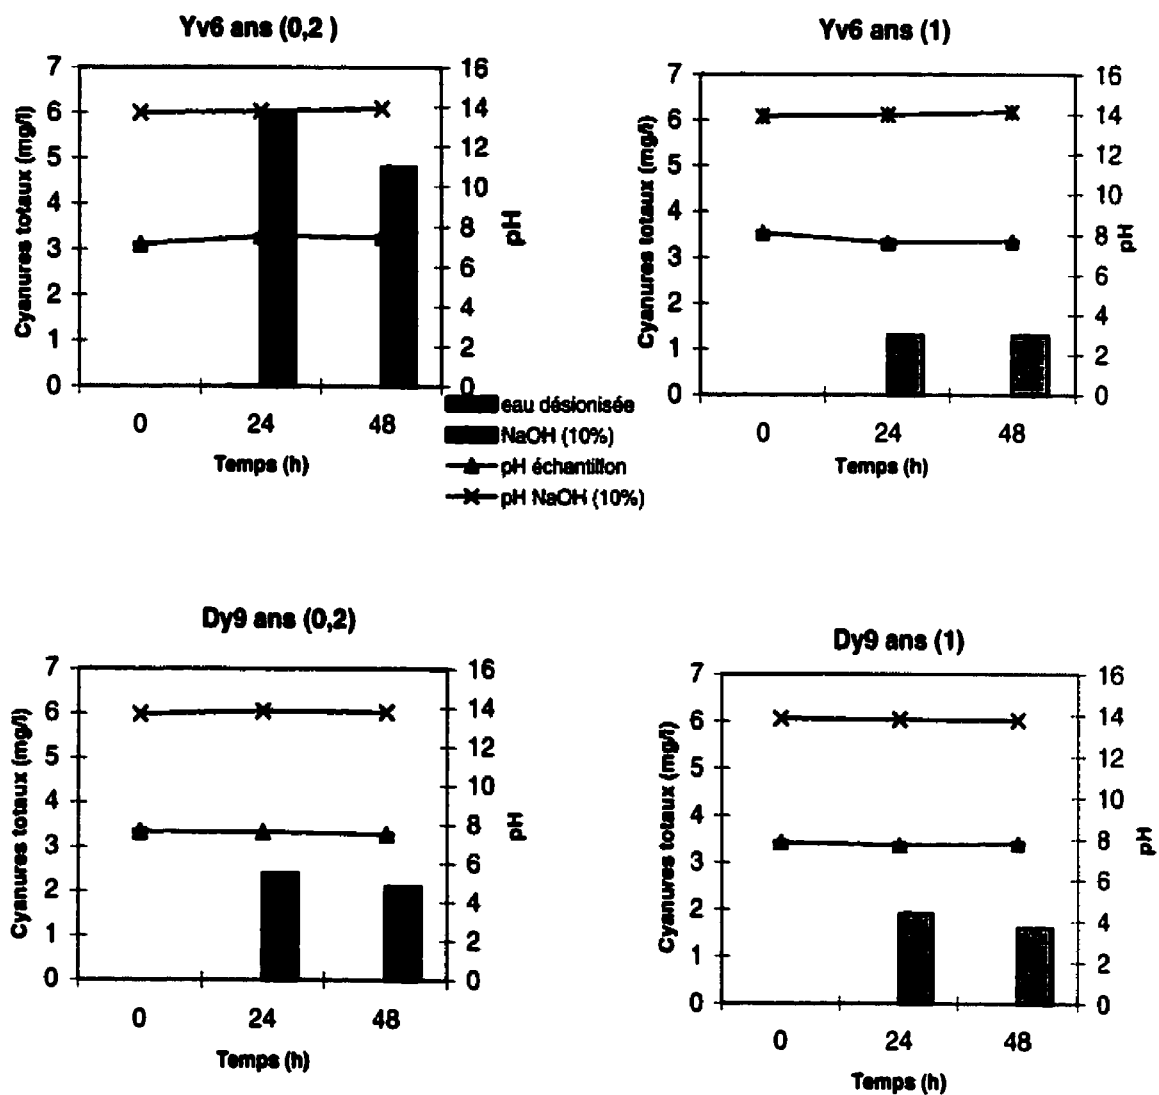 Yv6 ans (0,2 )
7
6
5
4
3
2
1
0
Cyanures totaux (mg/l)
16
14
12
10
8
6
4
2
0
pH
0 24 48
Temps (h)
Yv6 ans (1)
7
6
5
4
3
2
1
0
Cyanures totaux (mg/l)
16
14
12
10
8
6
4
2
0
pH
0 24 48
Temps (h)
eau désionisée
NaOH (10%)
pH échantillon
pH NaOH (10%)
Dy9 ans (0,2)
7
6
5
4
3
2
1
0
Cyanures totaux (mg/l)
16
14
12
10
8
6
4
2
0
pH
0 24 48
Temps (h)
Dy9 ans (1)
7
6
5
4
3
2
1
0
Cyanures totaux (mg/l)
16
14
12
10
8
6
4
2
0
pH
0 24 48
Temps (h)